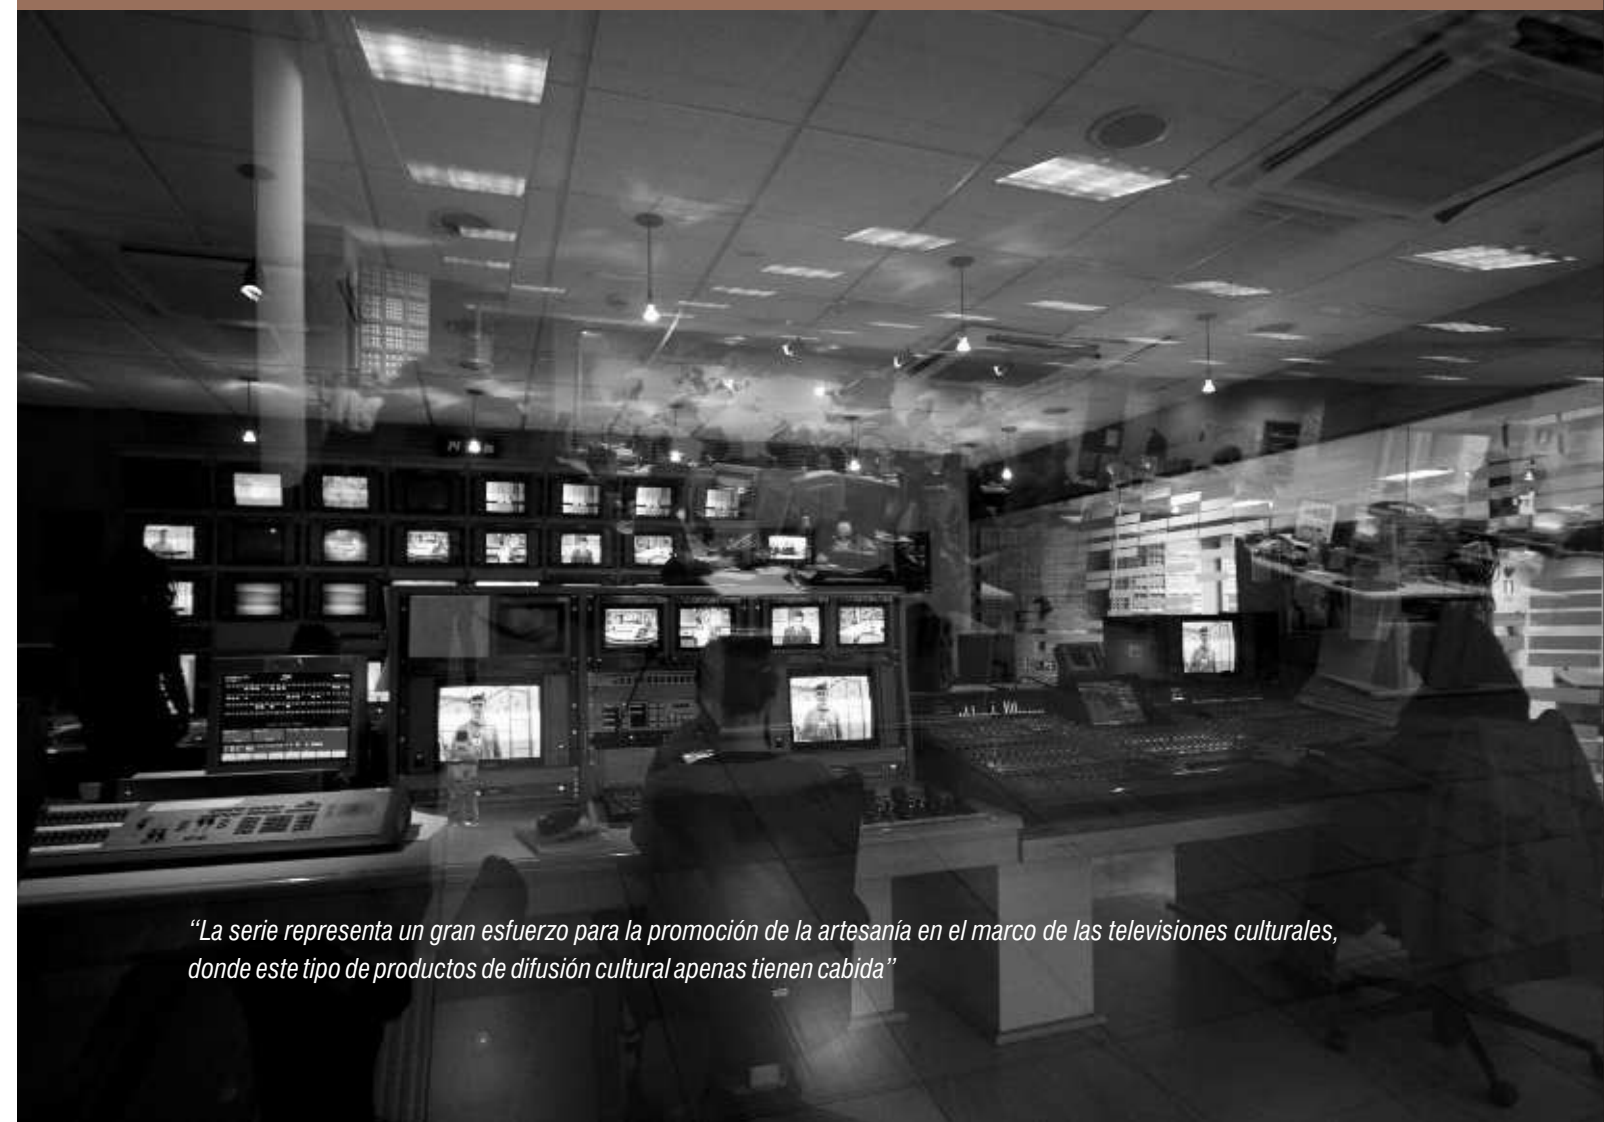 “La serie representa un gran esfuerzo para la promoción de la artesanía en el marco de las televisiones culturales,
donde este tipo de productos de difusión cultural apenas tienen cabida”